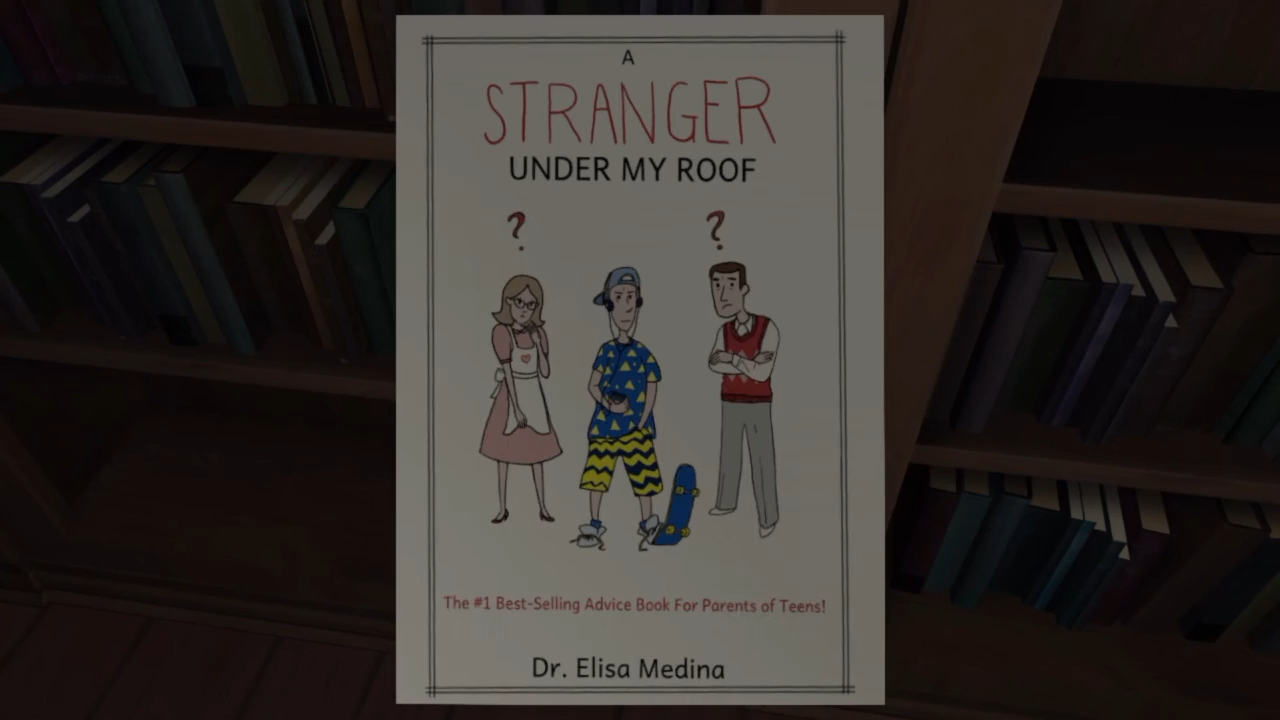 A
STRANGER
UNDER MY ROOF
? ?
The #1 Best-Selling Advice Book For Parents of Teens!
Dr. Elisa Medina